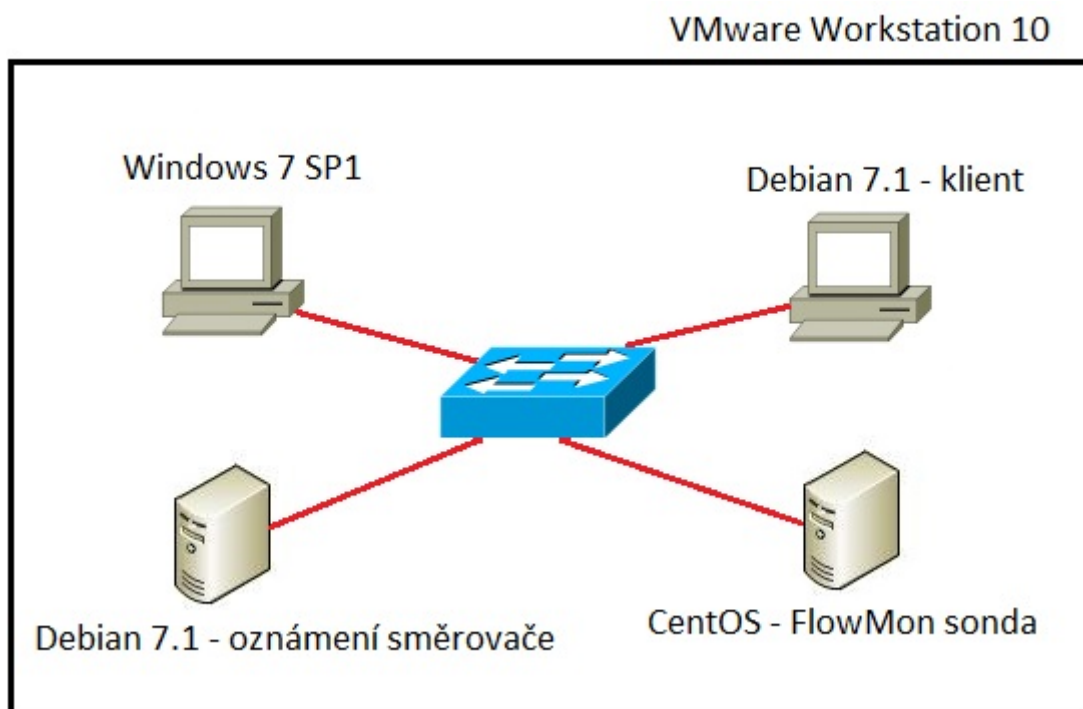 VMware Workstation 10
Windows 7 SP1
Debian 7.1 - klient
Debian 7.1 - oznámení směrovače
CentOS - FlowMon sonda